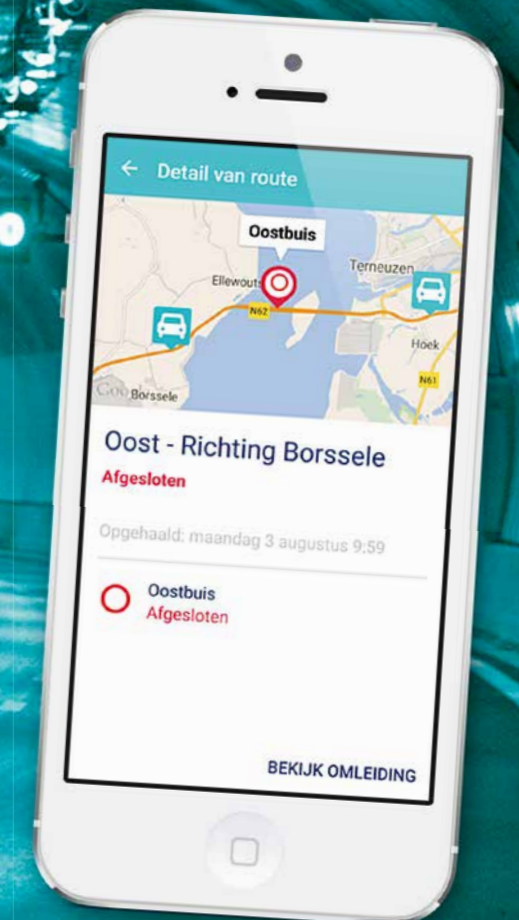 Detail van route
Oostbuis
Terneuzen
Ellewout
N62
Hoek
N61
Borssele
Oost - Richting Borssele
Afgesloten
Opgehaald: maandag 3 augustus 9:59
Oostbuis
Afgesloten
BEKIJK OMLEIDING